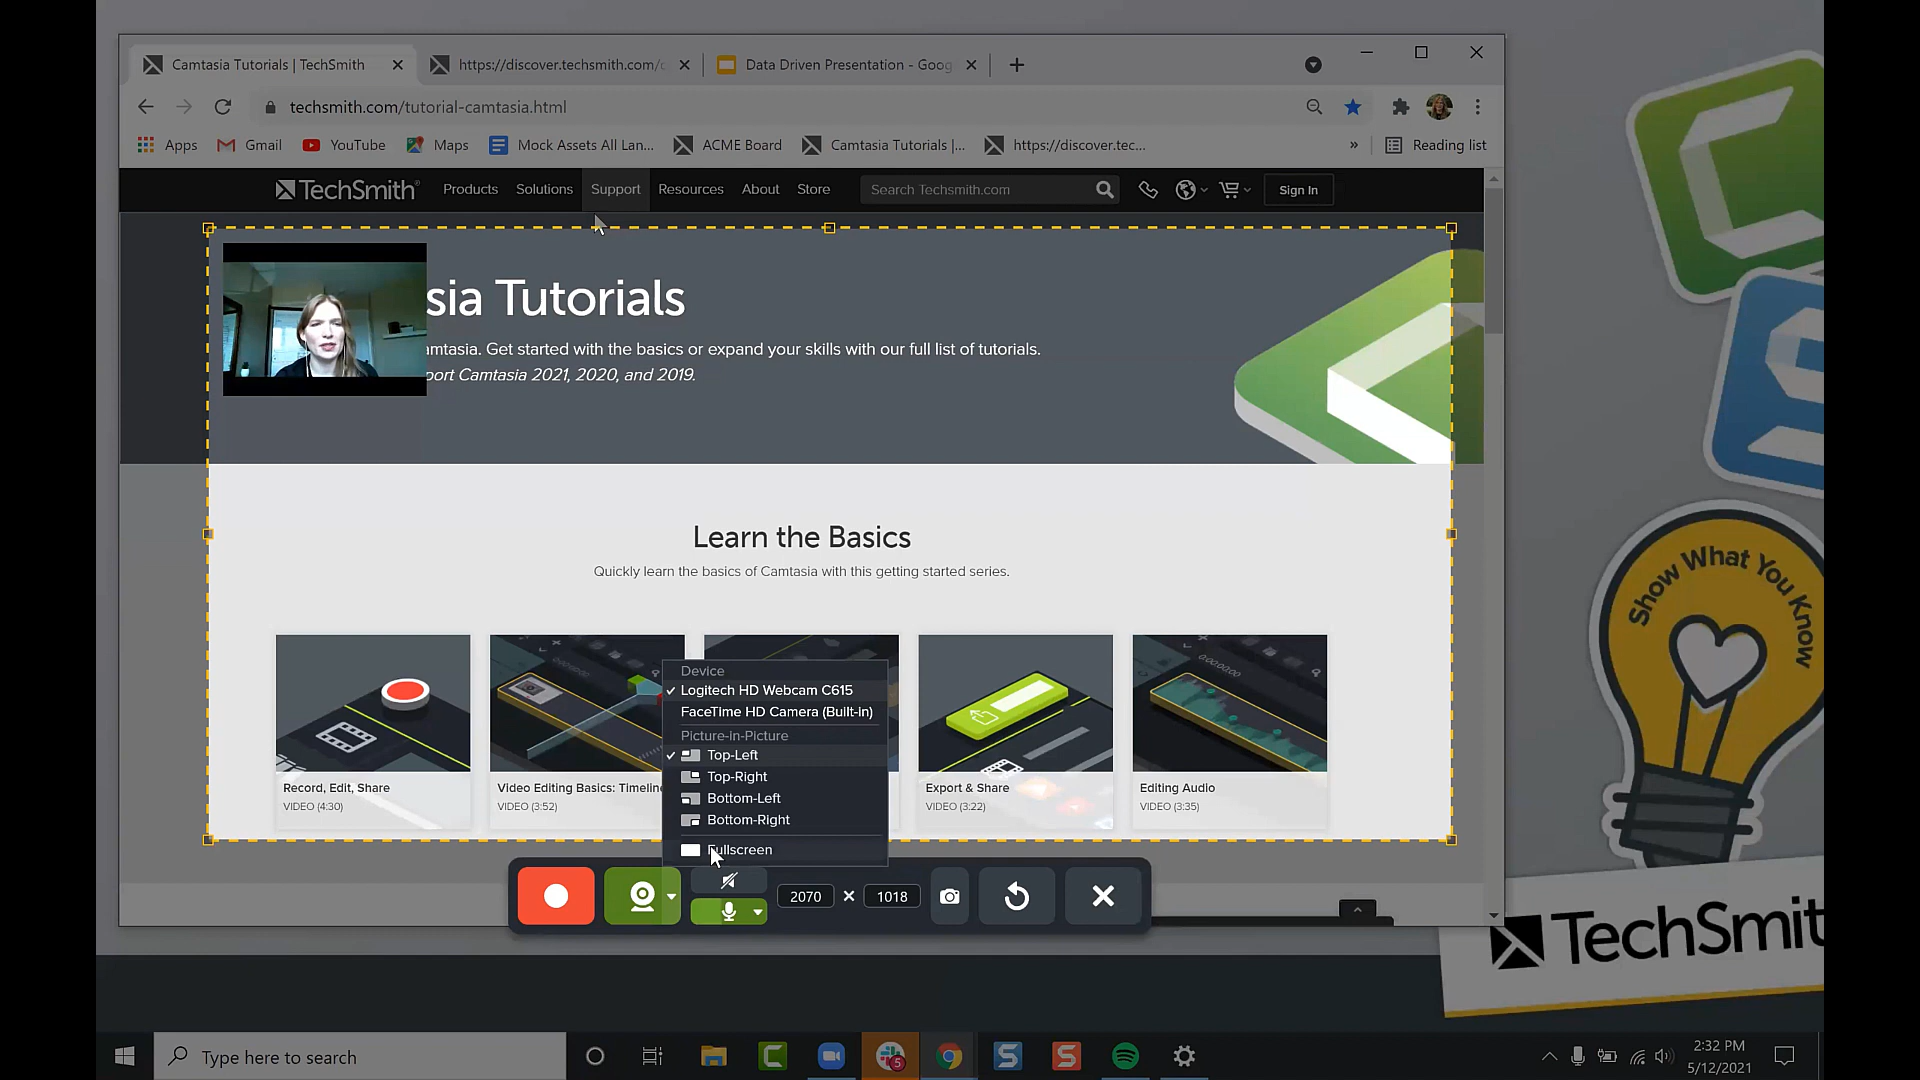 Camtasia Tutorials | TechSmith
https://discover.techsmith.com/c
Data Driven Presentation - Goog
techsmith.com/tutorial-camtasia.html
Apps
Gmail
YouTube
Maps
Mock Assets All Lan...
ACME Board
Camtasia Tutorials |...
https://discover.tec...
»
Reading list
TechSmith
Products
Solutions
Support
Resources
About
Store
Search Techsmith.com
Sign In
sia Tutorials
amtasia. Get started with the basics or expand your skills with our full list of tutorials.
port Camtasia 2021, 2020, and 2019.
Learn the Basics
Quickly learn the basics of Camtasia with this getting started series.
Record, Edit, Share
VIDEO (4:30)
Video Editing Basics: Timeline
VIDEO (3:52)
Export & Share
VIDEO (3:22)
0:00:00:00
Editing Audio
VIDEO (3:35)
Device
Logitech HD Webcam C615
FaceTime HD Camera (Built-in)
Picture-in-Picture
Top-Left
Top-Right
Bottom-Left
Bottom-Right
Fullscreen
2070
1018
Show What You Know
TechSmit
Type here to search
5
2:32 PM
5/12/2021